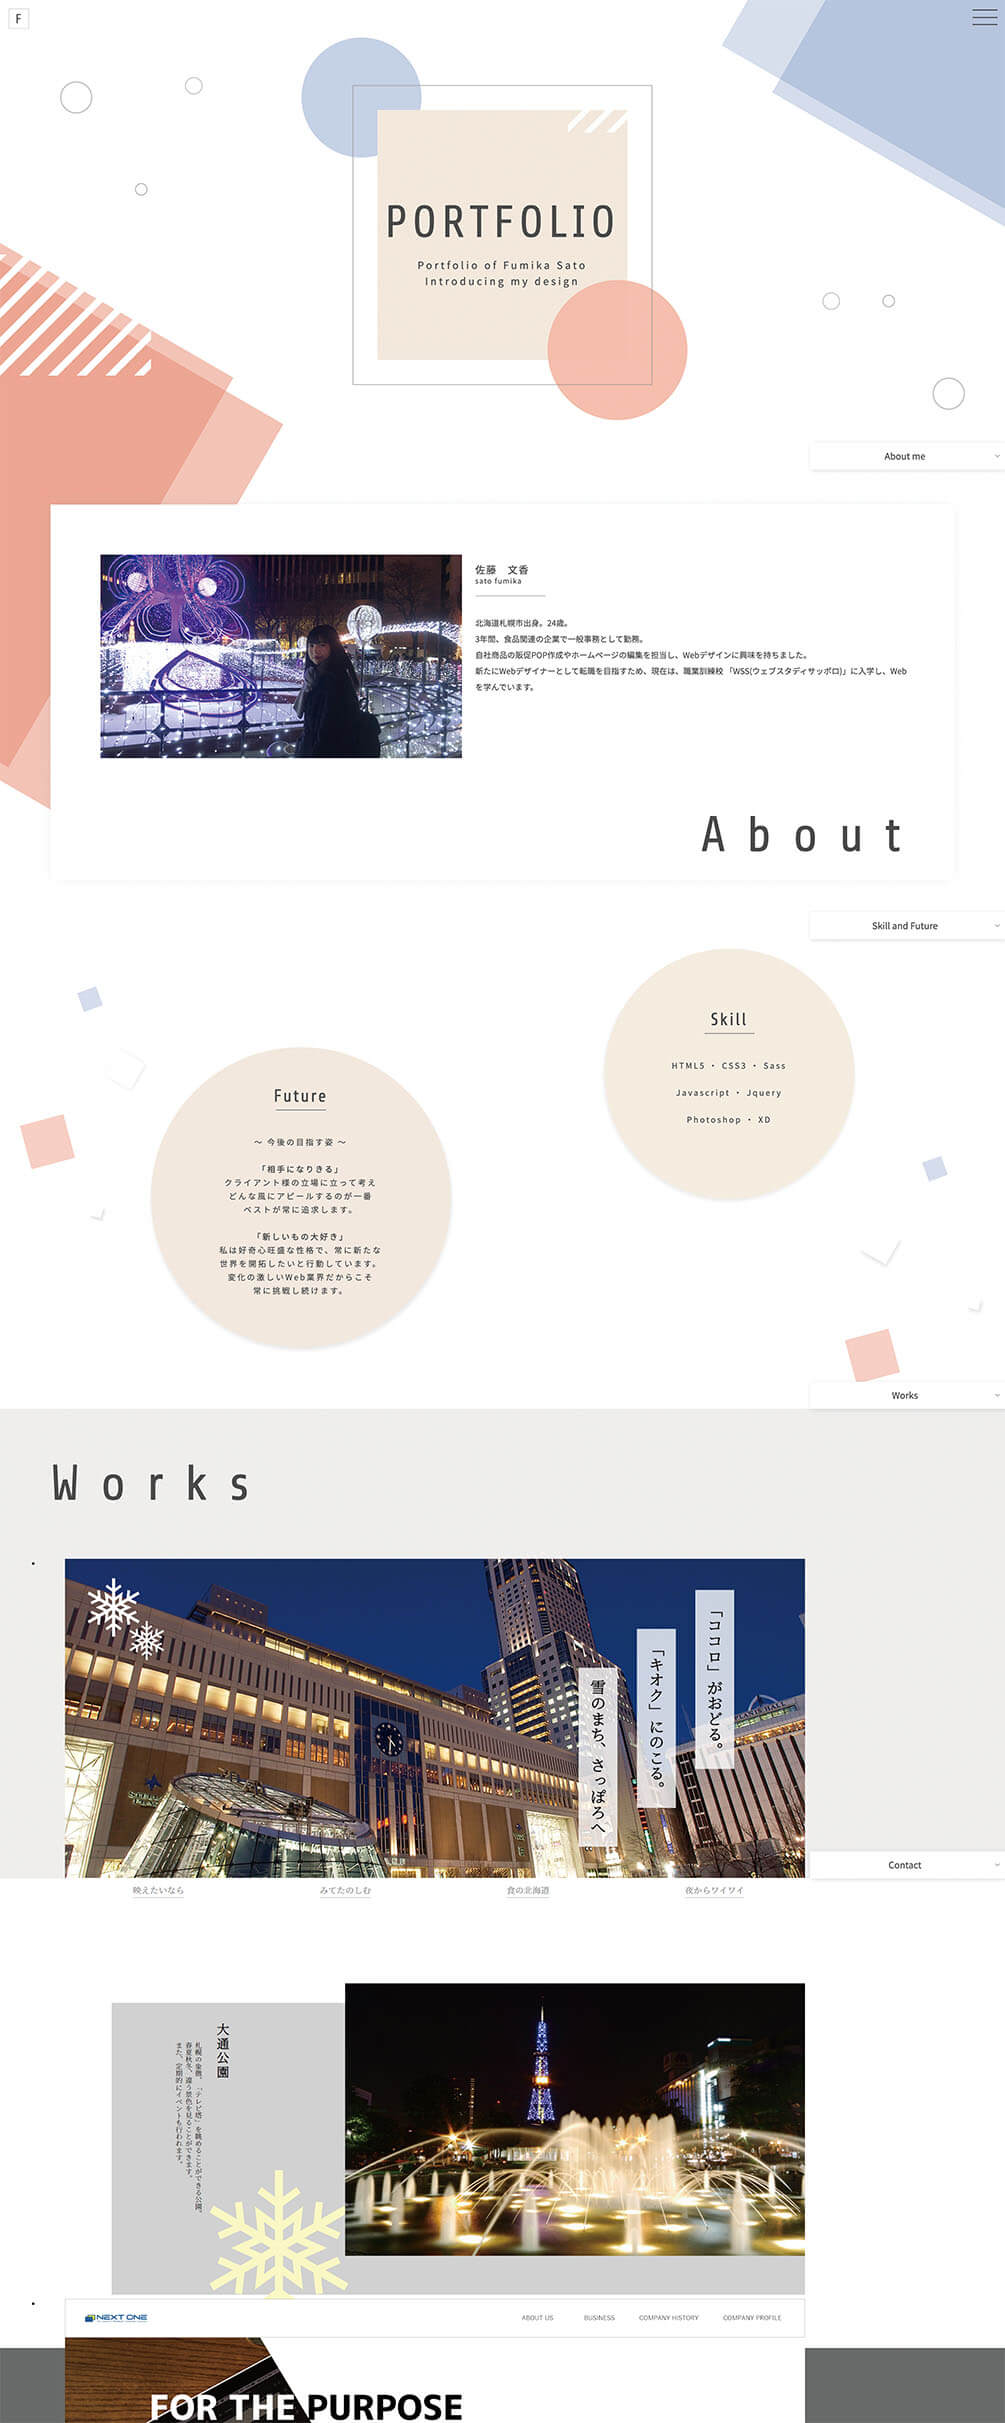 F
PORTFOLIO
Portfolio of Fumika Sato
Introducing my design
About me
佐藤　文香
sato fumika
北海道札幌市出身。24歳。
3年間、食品関連の企業で一般事務として勤務。
自社商品の販促POP作成やホームページの編集を担当し、Webデザインに興味を持ちました。
新たにWebデザイナーとして転職を目指すため、現在は、職業訓練校 「WSS(ウェブスタディサッポロ)」に入学し、Web
を学んでいます。
About
Skill and Future
Skill
HTML5 ・ CSS3 ・ Sass
Javascript ・ Jquery
Photoshop ・ XD
Future
～ 今後の目指す姿 ～
「相手になりきる」
クライアント様の立場に立って考え
どんな風にアピールするのが一番
ベストが常に追求します。
「新しいもの大好き」
私は好奇心旺盛な性格で、常に新たな
世界を開拓したいと行動しています。
変化の激しいWeb業界だからこそ
常に挑戦し続けます。
Works
Works
「ココロ」がおどる。
「キオク」にのこる。
雪のまち、さっぽろへ
Contact
映えたいなら
みてたのしむ
食の北海道
夜からワイワイ
大通公園
札幌の象徴、「テレビ塔」を眺めることができる公園。
春夏秋冬、違う景色を見ることができます。
また、定期的にイベントも行われます。
NEXT ONE
ABOUT US
BUSINESS
COMPANY HISTORY
COMPANY PROFILE
FOR THE PURPOSE